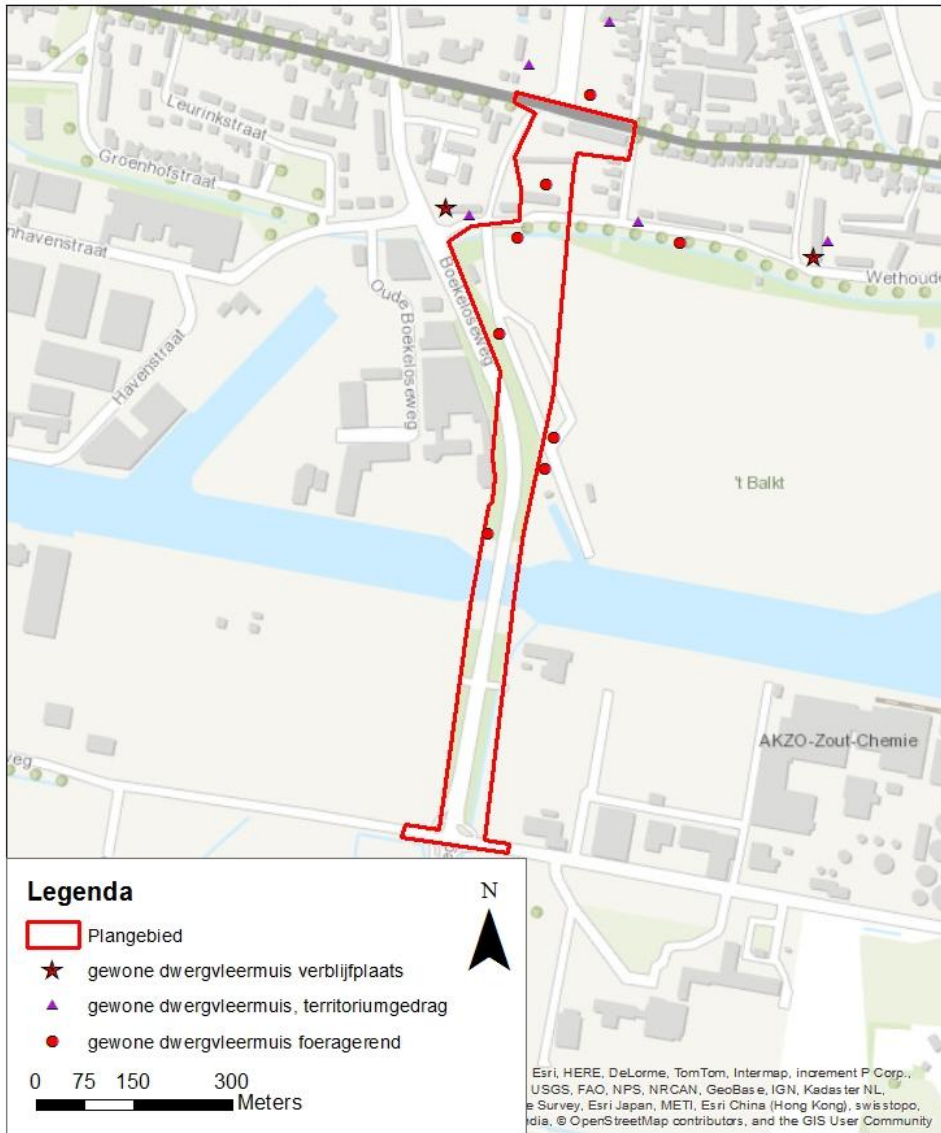 Leurinkstraat
Groenhofstraat
nhavenstraat
Havenstraat
Oude Boekeloseweg
Boekeloseweg
Wethoude
't Balkt
AKZO-Zout-Chemie
weg
Legenda
N
Plangebied
gewone dwergvleermuis verblijfplaats
gewone dwergvleermuis, territoriumgedrag
gewone dwergvleermuis foeragerend
0 75 150 300
Meters
Esri, HERE, DeLorme, TomTom, Intermap, increment P Corp.,
USGS, FAO, NPS, NRCAN, GeoBase, IGN, Kadaster NL,
e Survey, Esri Japan, METI, Esri China (Hong Kong), swisstopo,
ndia, © OpenStreetMap contributors, and the GIS User Community